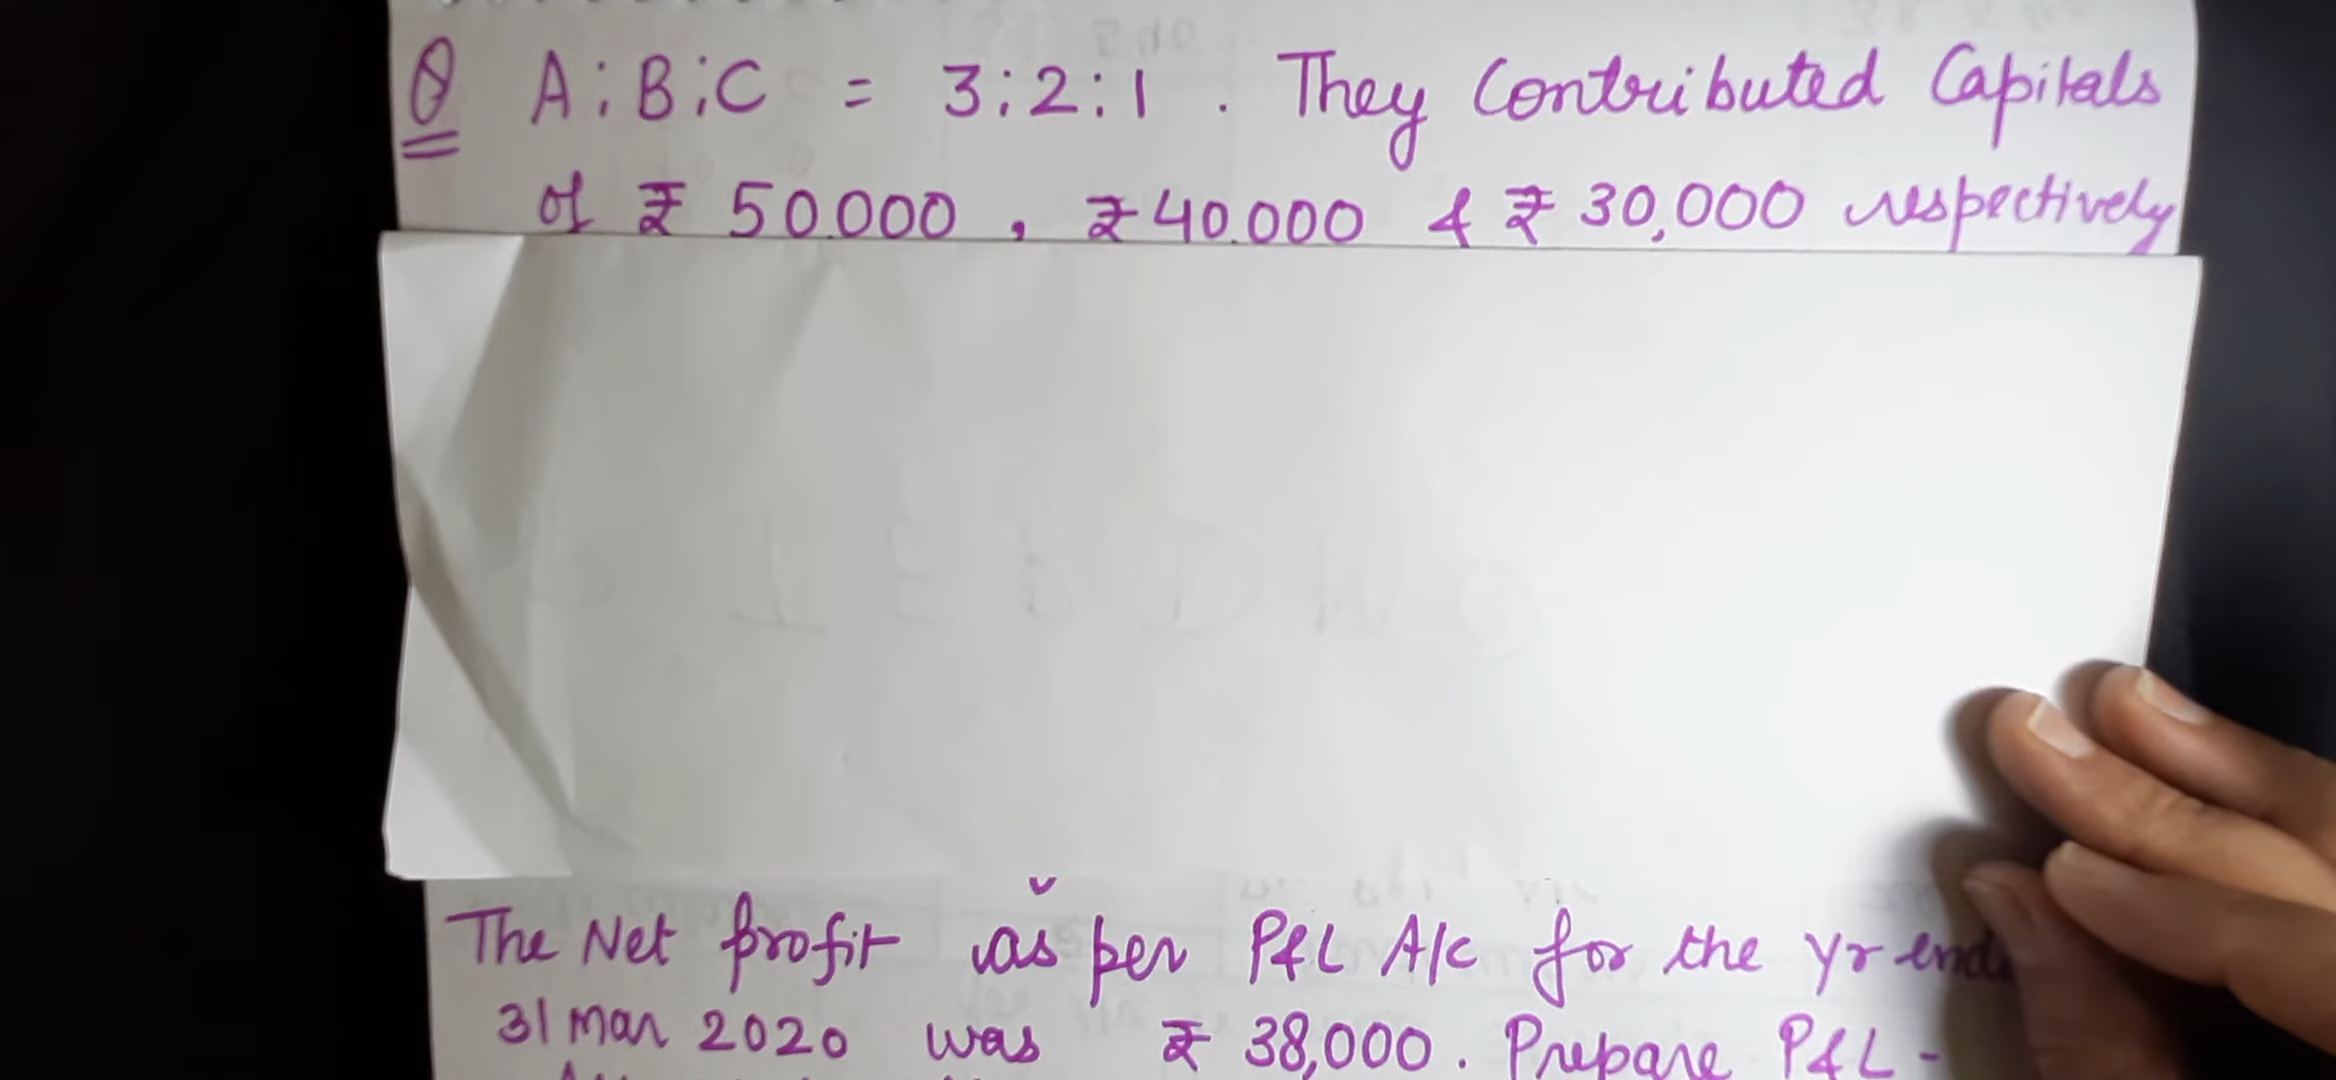 Q A:B:C = 3:2:1. They Contributed Capitals
of ₹ 50,000, ₹ 40,000 & ₹ 30,000 respectively
The Net profit as per P&L A/c for the yr
31 Mar 2020 was ₹ 38,000. Prepare P&L -